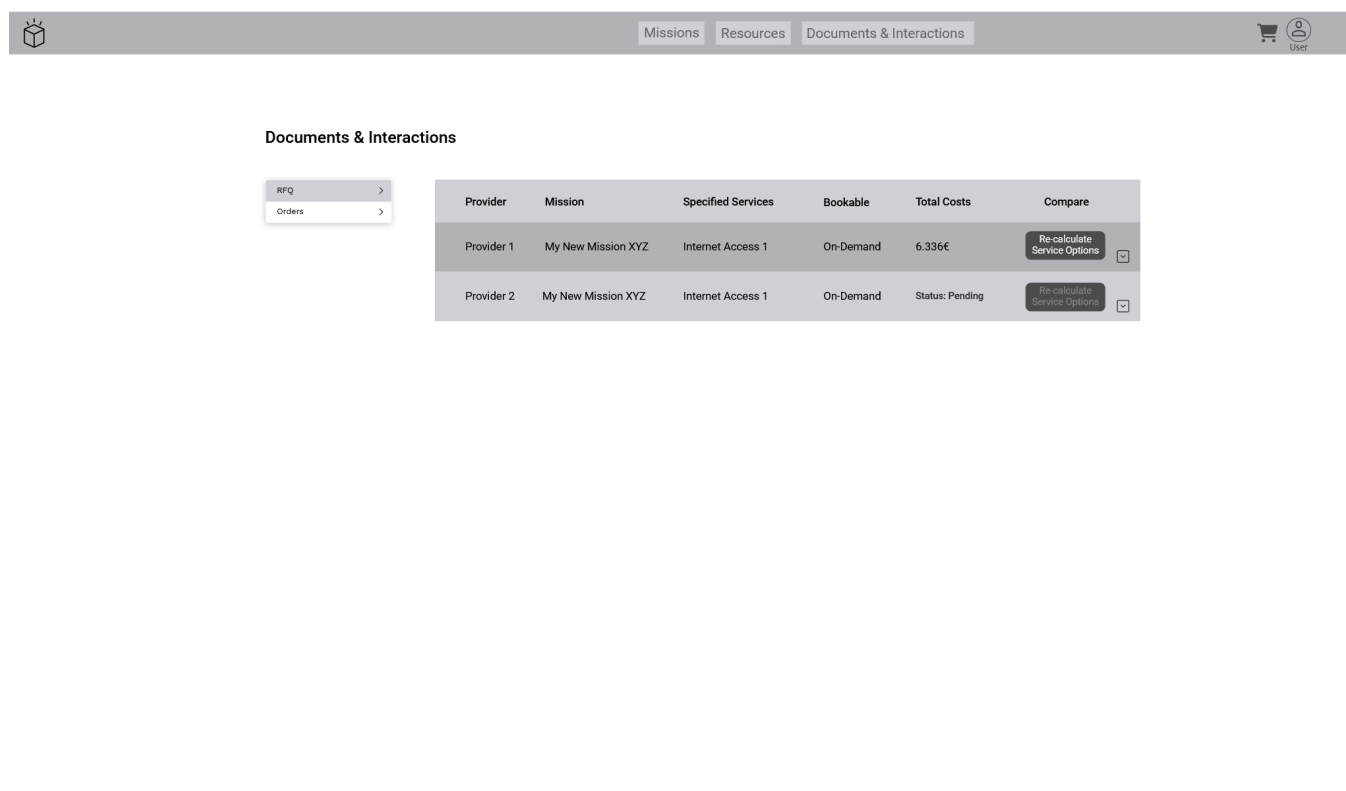 Missions Resources Documents & Interactions
User
Documents & Interactions
RFQ
Orders
Provider Mission Specified Services Bookable Total Costs Compare
Provider 1 My New Mission XYZ Internet Access 1 On-Demand 6.336€ Re-calculate
Service Options
Provider 2 My New Mission XYZ Internet Access 1 On-Demand Status: Pending Re-calculate
Service Options